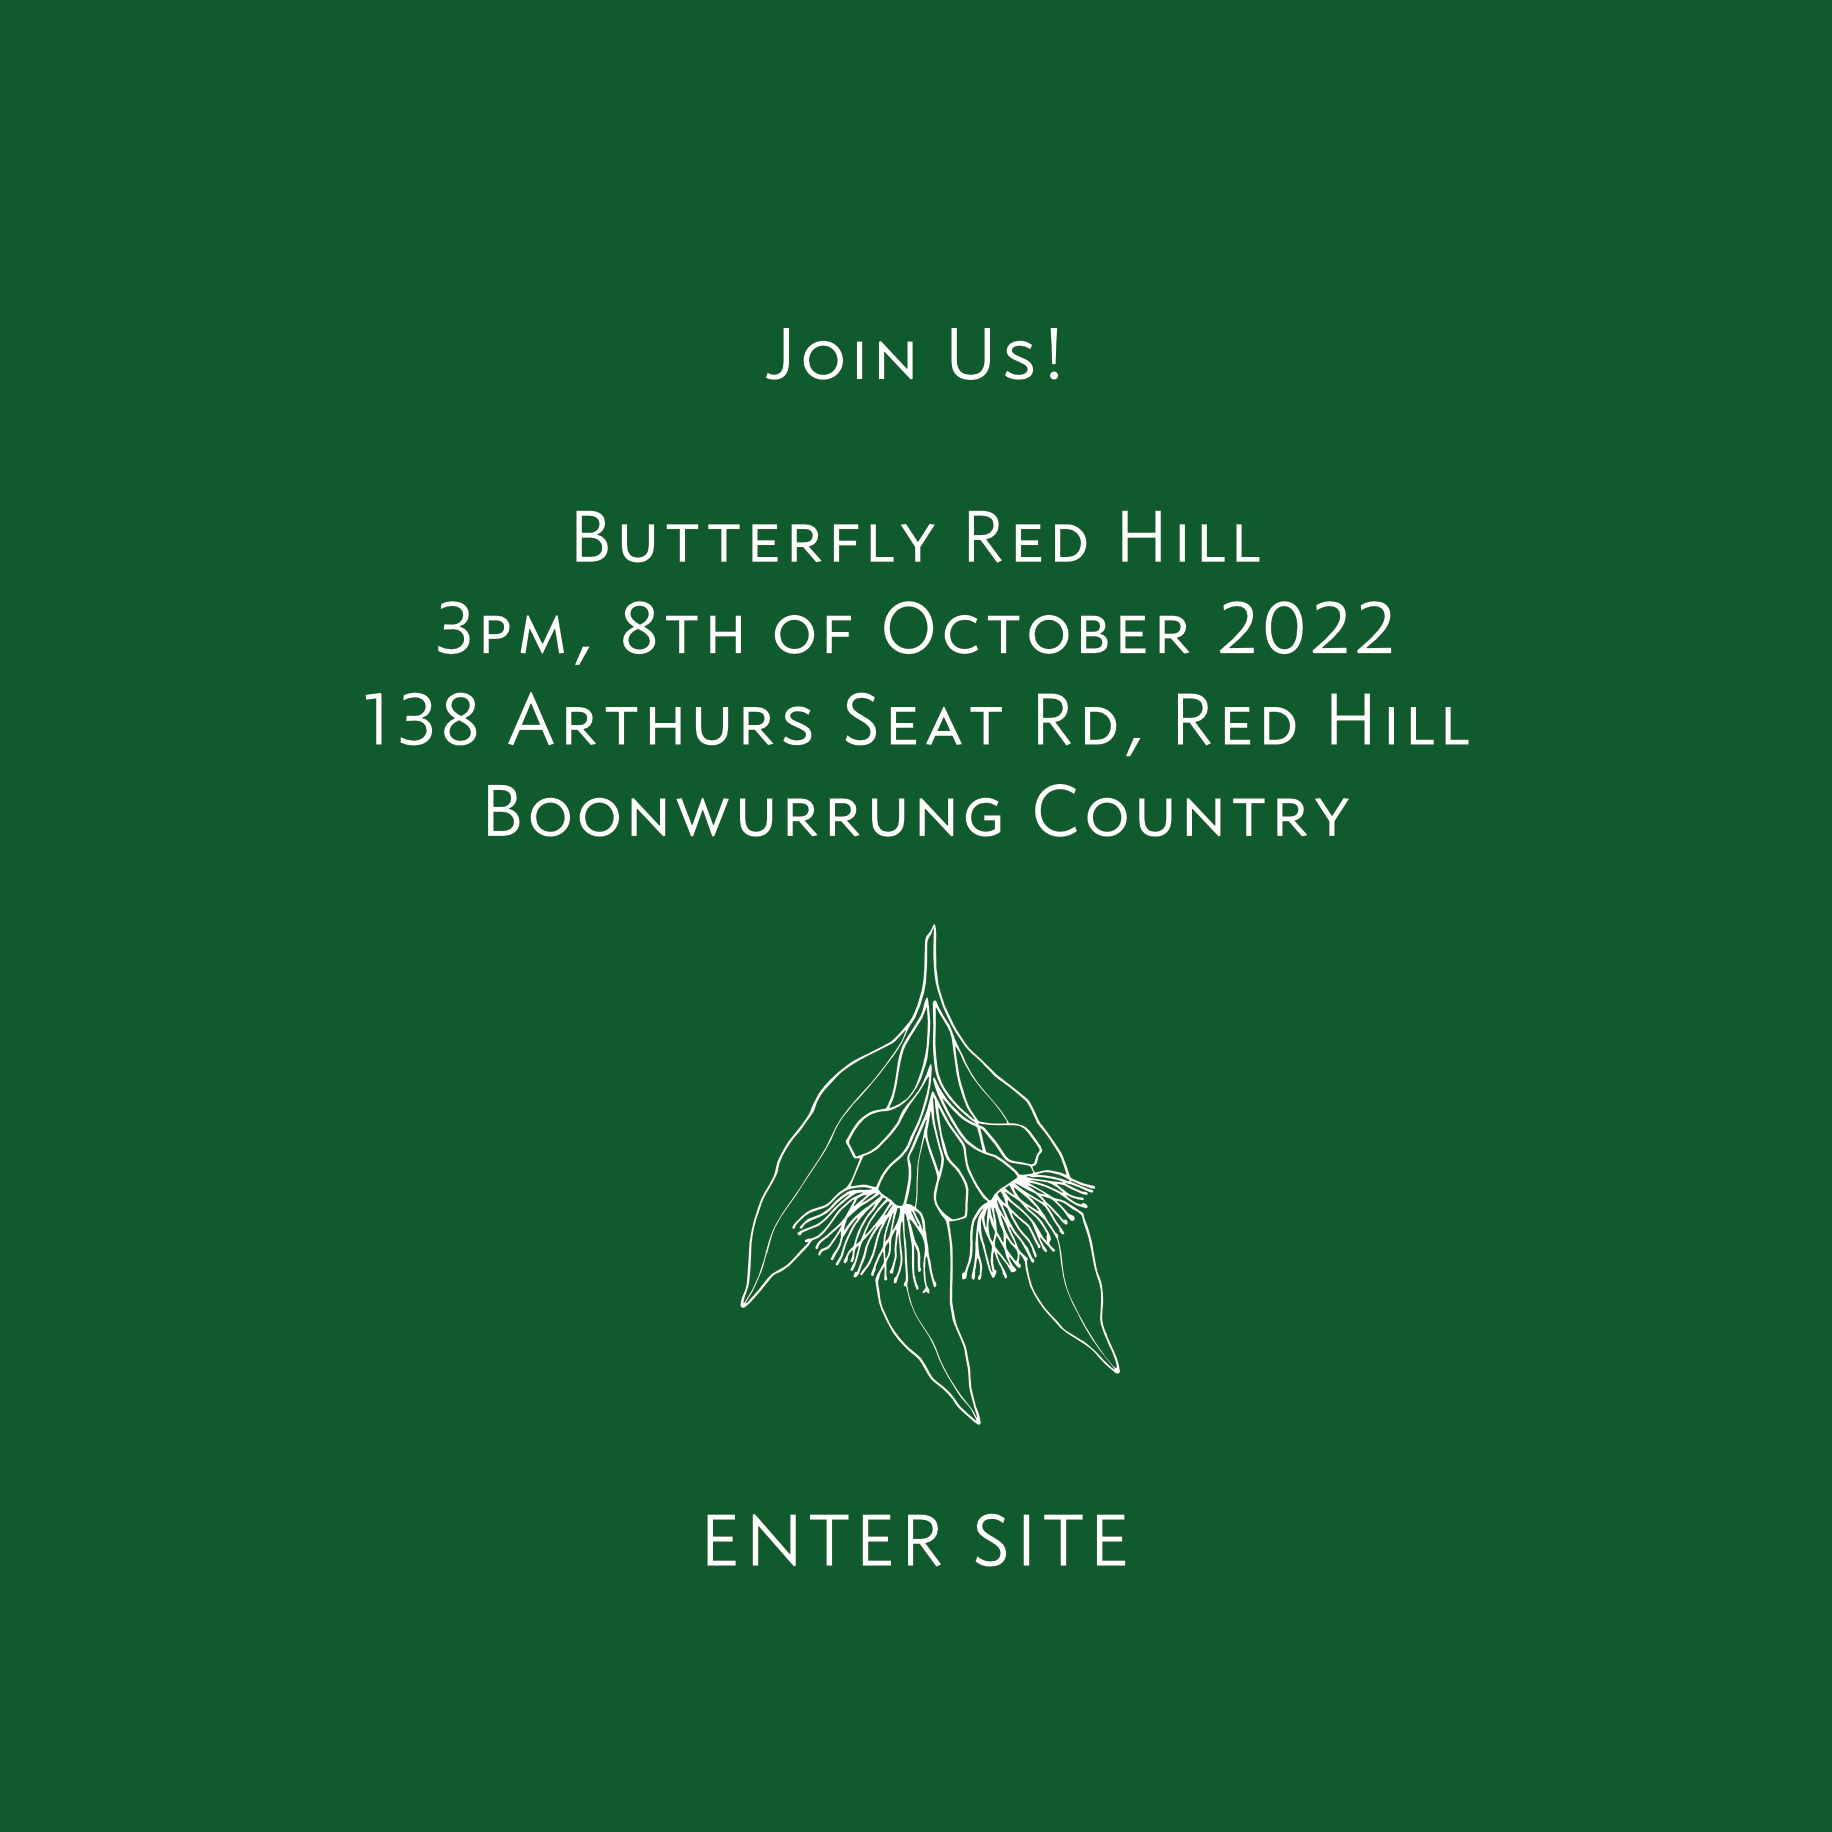 Join Us!
Butterfly Red Hill
3pm, 8th of October 2022
138 Arthurs Seat Rd, Red Hill
Boonwurrung Country
ENTER SITE